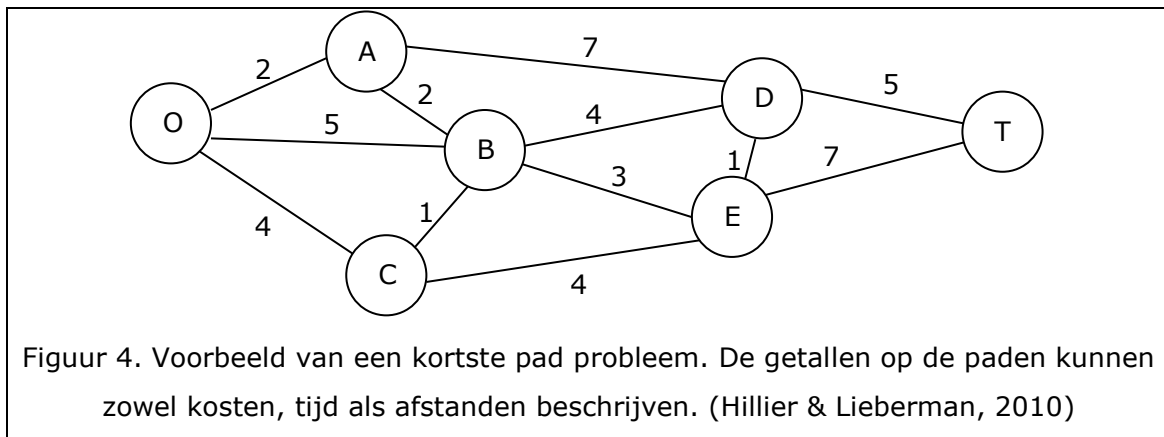 A
7
2
D
5
O
2
4
T
5
B
7
3
1
E
1
4
C
4
Figuur 4. Voorbeeld van een kortste pad probleem. De getallen op de paden kunnen
zowel kosten, tijd als afstanden beschrijven. (Hillier & Lieberman, 2010)